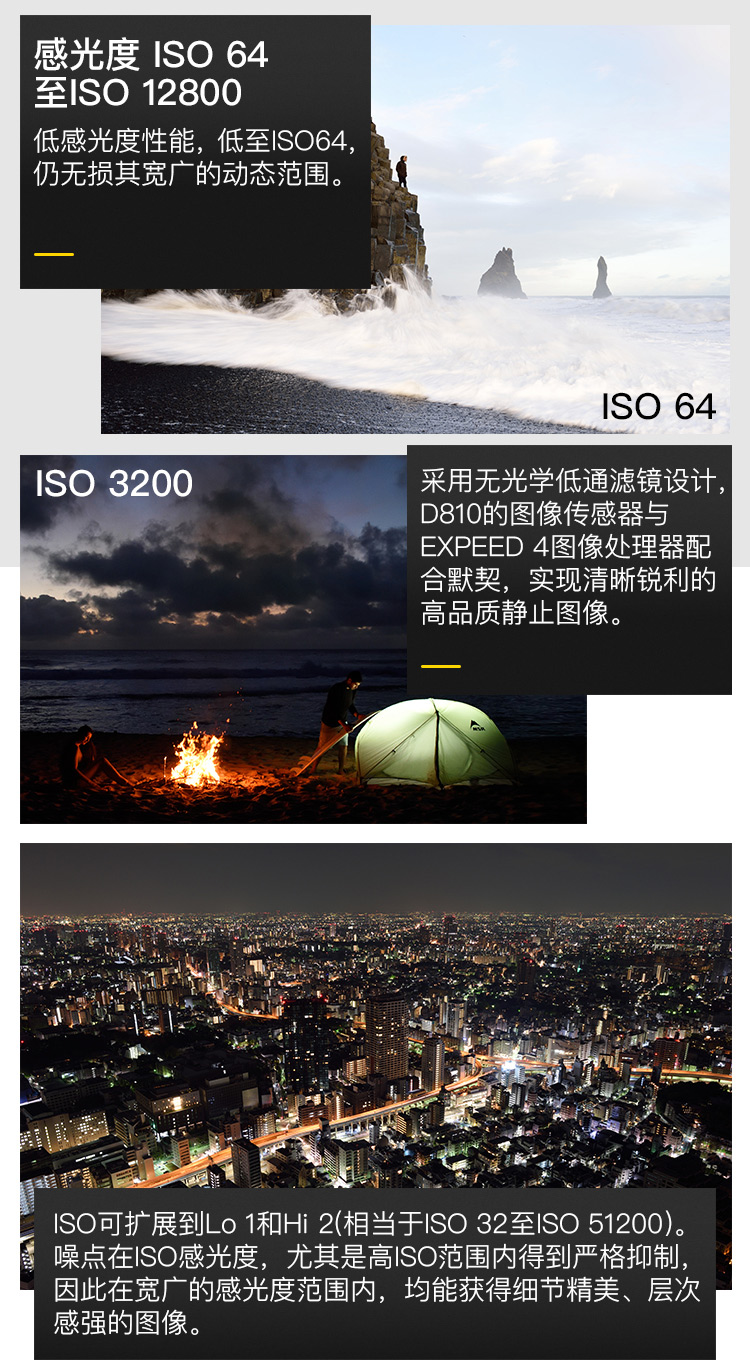 感光度 ISO 64
至ISO 12800
低感光度性能，低至ISO64，
仍无损其宽广的动态范围。
ISO 64
ISO 3200
采用无光学低通滤镜设计，
D810的图像传感器与
EXPEED 4图像处理器配
合默契，实现清晰锐利的
高品质静止图像。
MSR
ISO可扩展到Lo 1和Hi 2(相当于ISO 32至ISO 51200)。
噪点在ISO感光度，尤其是高ISO范围内得到严格抑制，
因此在宽广的感光度范围内，均能获得细节精美、层次
感强的图像。